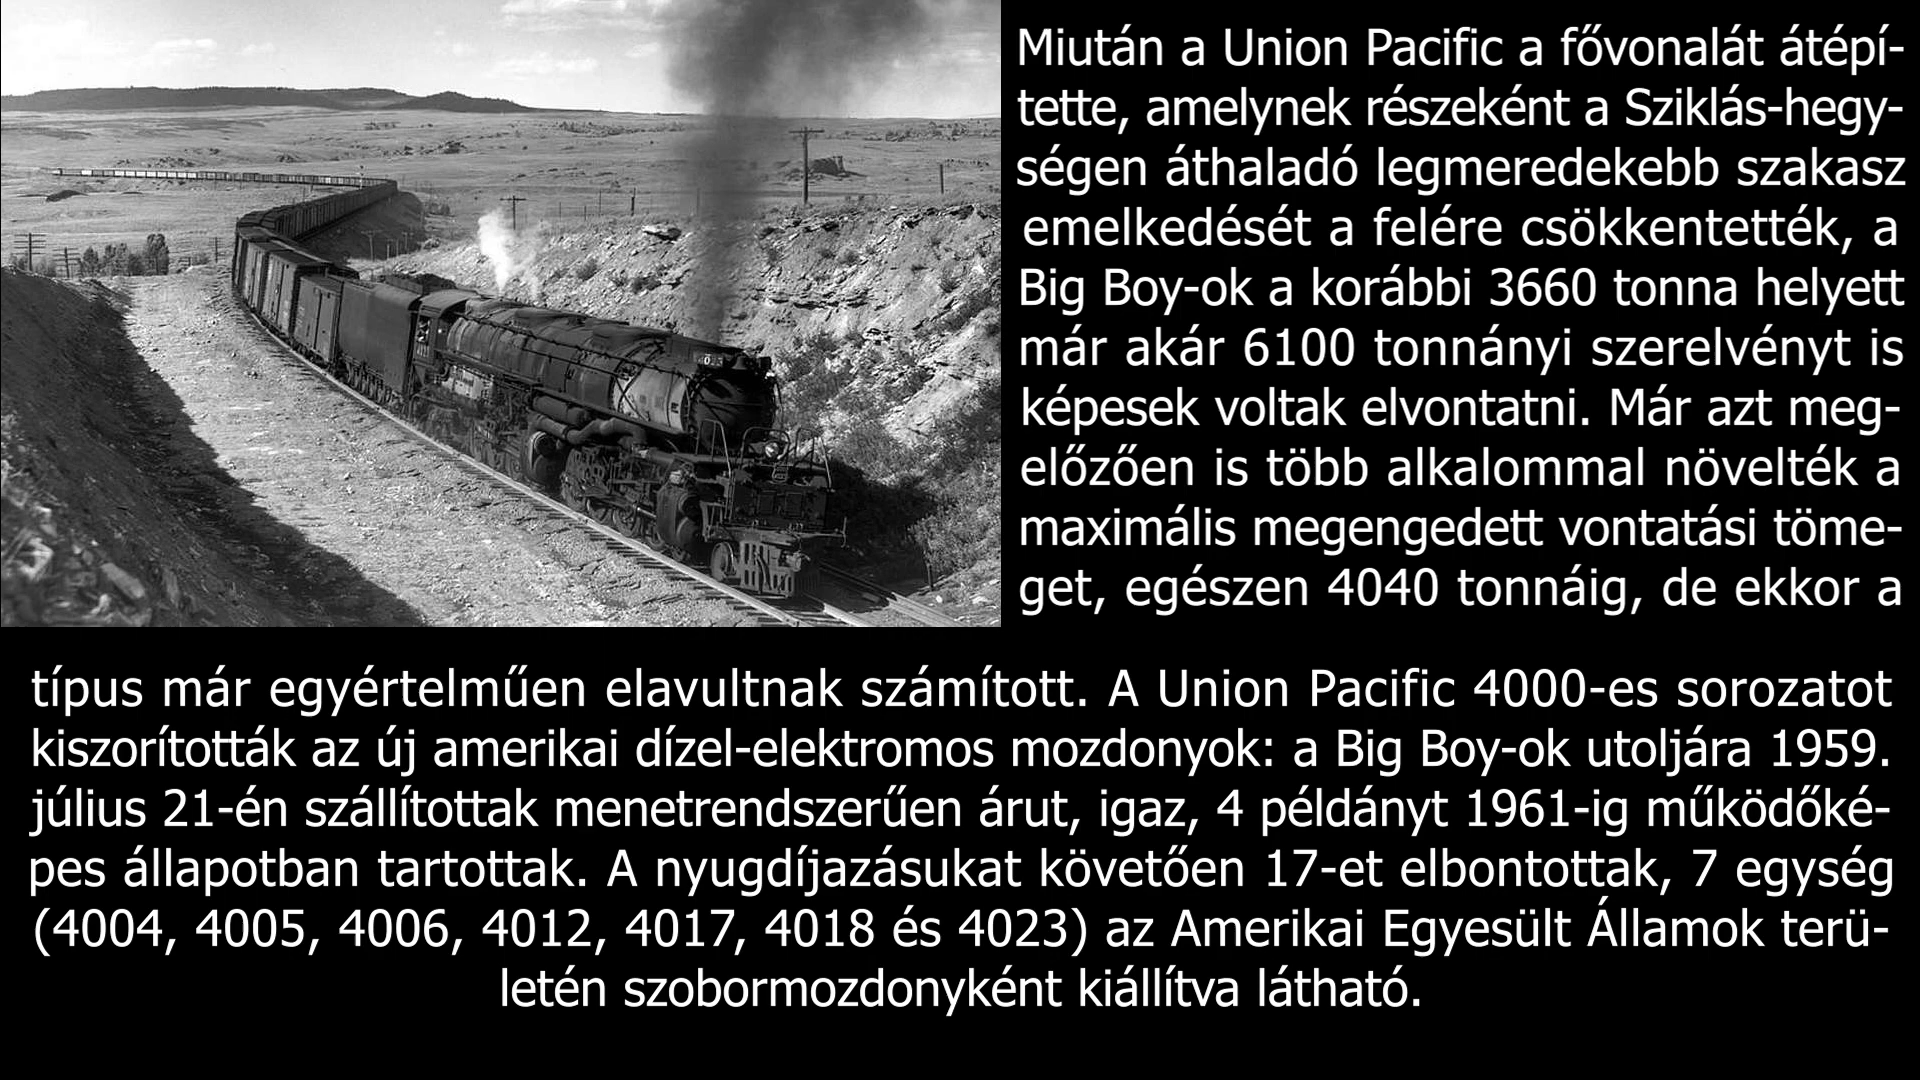 Miután a Union Pacific a fővonalát átépí-
tette, amelynek részeként a Sziklás-hegy-
ségen áthaladó legmeredekebb szakasz
emelkedését a felére csökkentették, a
Big Boy-ok a korábbi 3660 tonna helyett
már akár 6100 tonnányi szerelvényt is
képesek voltak elvontatni. Már azt meg-
előzően is több alkalommal növelték a
maximális megengedett vontatási töme-
get, egészen 4040 tonnáig, de ekkor a
típus már egyértelműen elavultnak számított. A Union Pacific 4000-es sorozatot
kiszorították az új amerikai dízel-elektromos mozdonyok: a Big Boy-ok utoljára 1959.
július 21-én szállítottak menetrendszerűen árut, igaz, 4 példányt 1961-ig működőké-
pes állapotban tartottak. A nyugdíjazásukat követően 17-et elbontottak, 7 egység
(4004, 4005, 4006, 4012, 4017, 4018 és 4023) az Amerikai Egyesült Államok terü-
letén szobormozdonyként kiállítva látható.